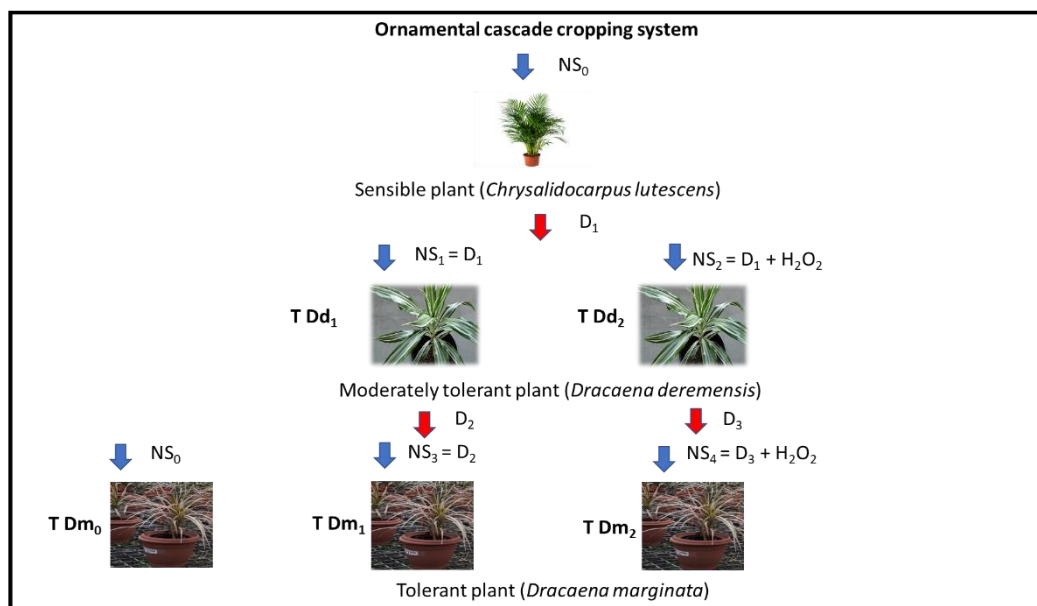 Ornamental cascade cropping system
NS₀
Sensible plant (Chrysalidocarpus lutescens)
D₁
NS₁ = D₁
NS₂ = D₁ + H₂O₂
T Dd₁
T Dd₂
Moderately tolerant plant (Dracaena deremensis)
D₂
D₃
NS₀
NS₃ = D₂
NS₄ = D₃ + H₂O₂
T Dm₀
T Dm₁
T Dm₂
Tolerant plant (Dracaena marginata)